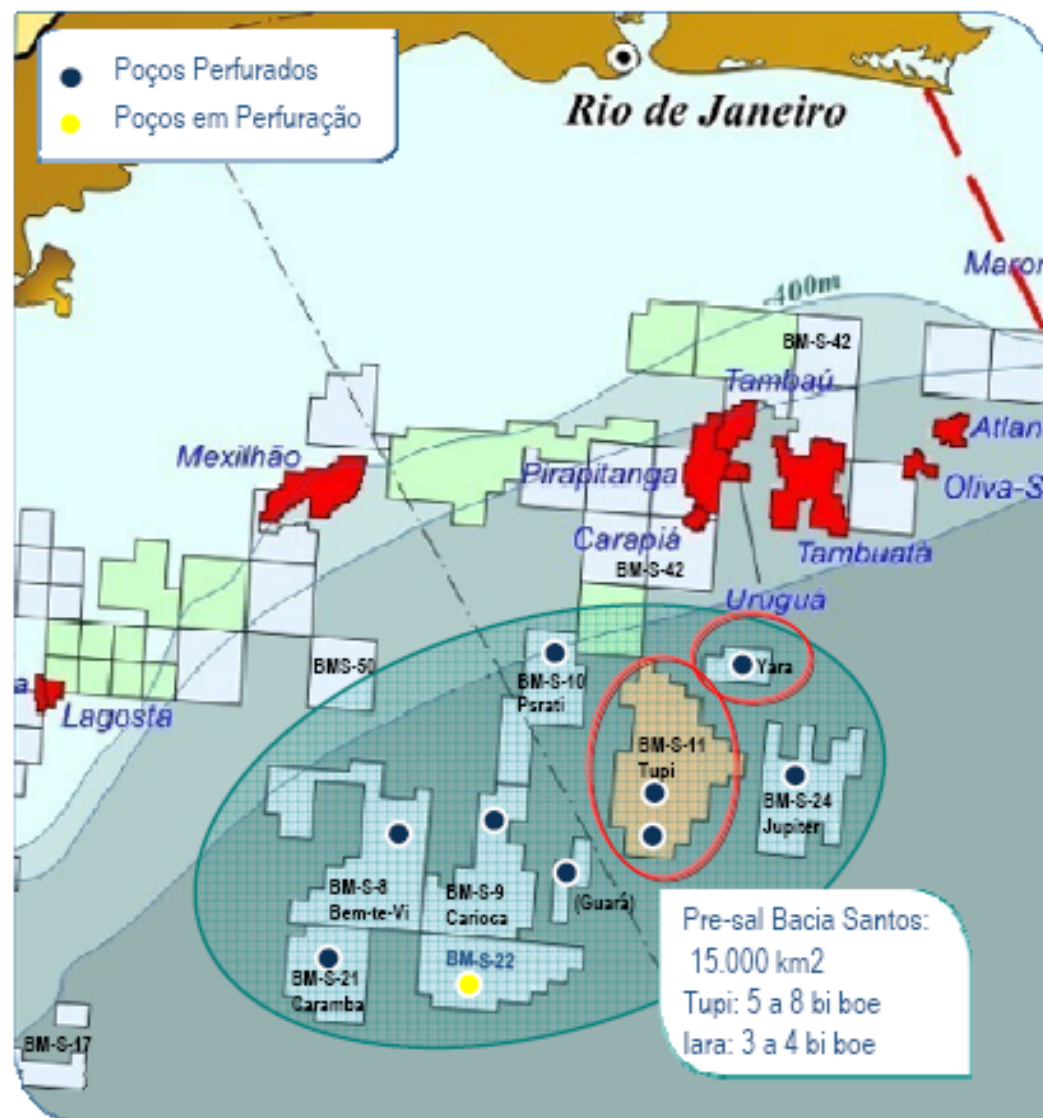 Poços Perfurados
Poços em Perfuração
Rio de Janeiro
Maror
-400m
BM-S-42
Tambaú
Mexilhão
Atlan
Pirapitanga
Oliva-S
Carapiá
Tambuatá
BM-S-42
Uruguá
BMS-50
BM-S-10
Psrati
Yara
a
Lagosta
BM-S-11
Tupi
BM-S-24
Jupiter
BM-S-8
Bem-te-Vi
BM-S-9
Carioca
(Guará)
BM-S-22
BM-S-21
Caramba
BM-S-17
Pre-sal Bacia Santos:
15.000 km2
Tupi: 5 a 8 bi boe
Iara: 3 a 4 bi boe